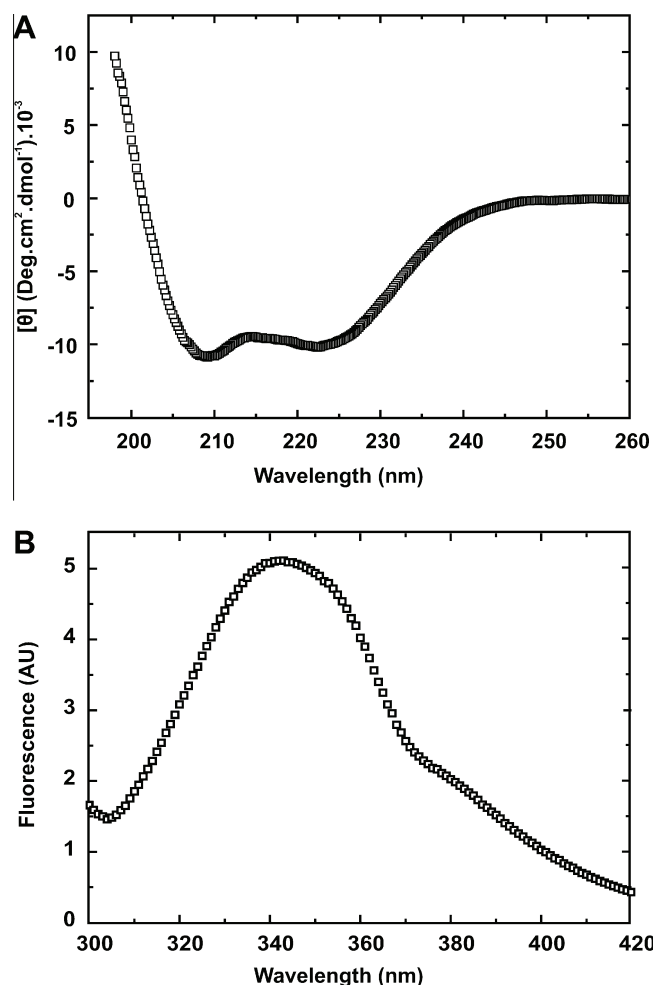 A
10
5
0
-5
-10
-15
[θ] (Deg.cm².dmol⁻¹).10⁻³
200 210 220 230 240 250 260
Wavelength (nm)
B
5
4
3
2
1
0
Fluorescence (AU)
300 320 340 360 380 400 420
Wavelength (nm)